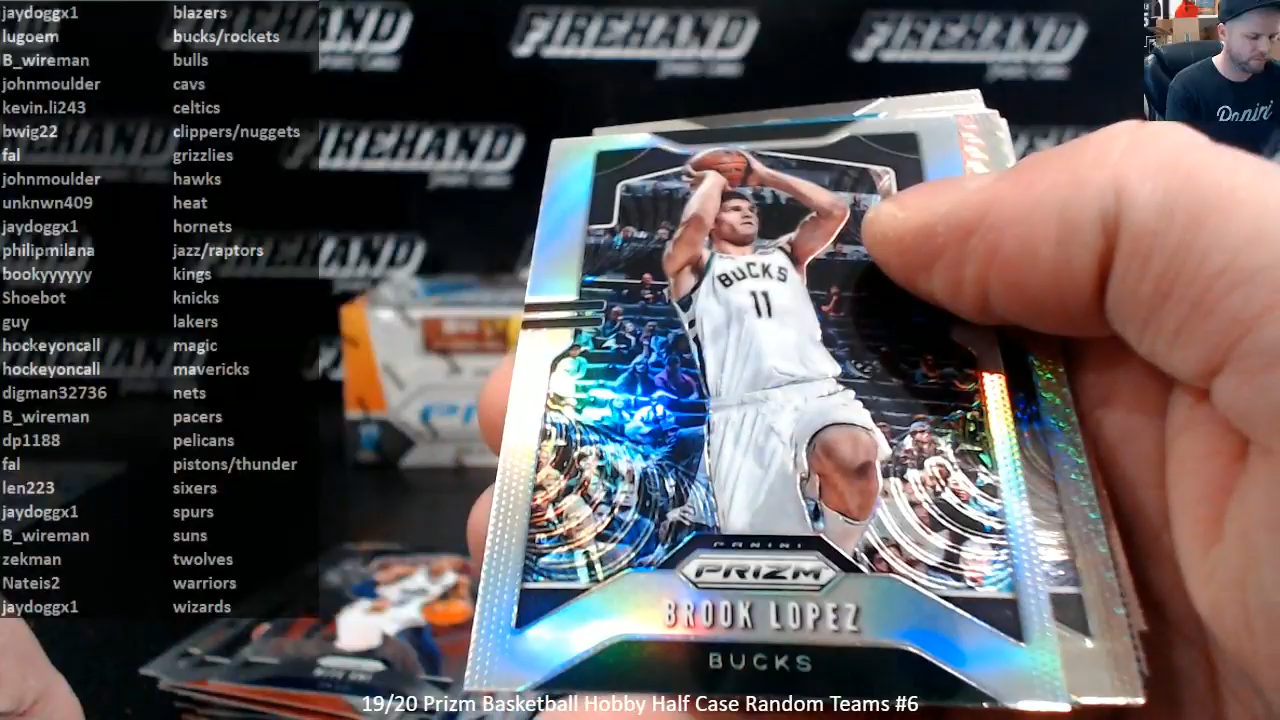 jaydoggx1 blazers
lugoem bucks/rockets
B_wireman bulls
johnmoulder cavs
kevin.li243 celtics
bwig22 clippers/nuggets
fal grizzlies
johnmoulder hawks
unknwn409 heat
jaydoggx1 hornets
philipmilana jazz/raptors
bookyyyyyy kings
Shoebot knicks
guy lakers
hockeyoncall magic
hockeyoncall mavericks
digman32736 nets
B_wireman pacers
dp1188 pelicans
fal pistons/thunder
len223 sixers
jaydoggx1 spurs
B_wireman suns
zekman twolves
Nateis2 warriors
jaydoggx1 wizards
FIREHAND
FIREHAND
FIREHAND
FIREHAND
FIREHAND
Panini
BUCKS
11
PANINI
PRIZM
BROOK LOPEZ
BUCKS
19/20 Prizm Basketball Hobby Half Case Random Teams #6